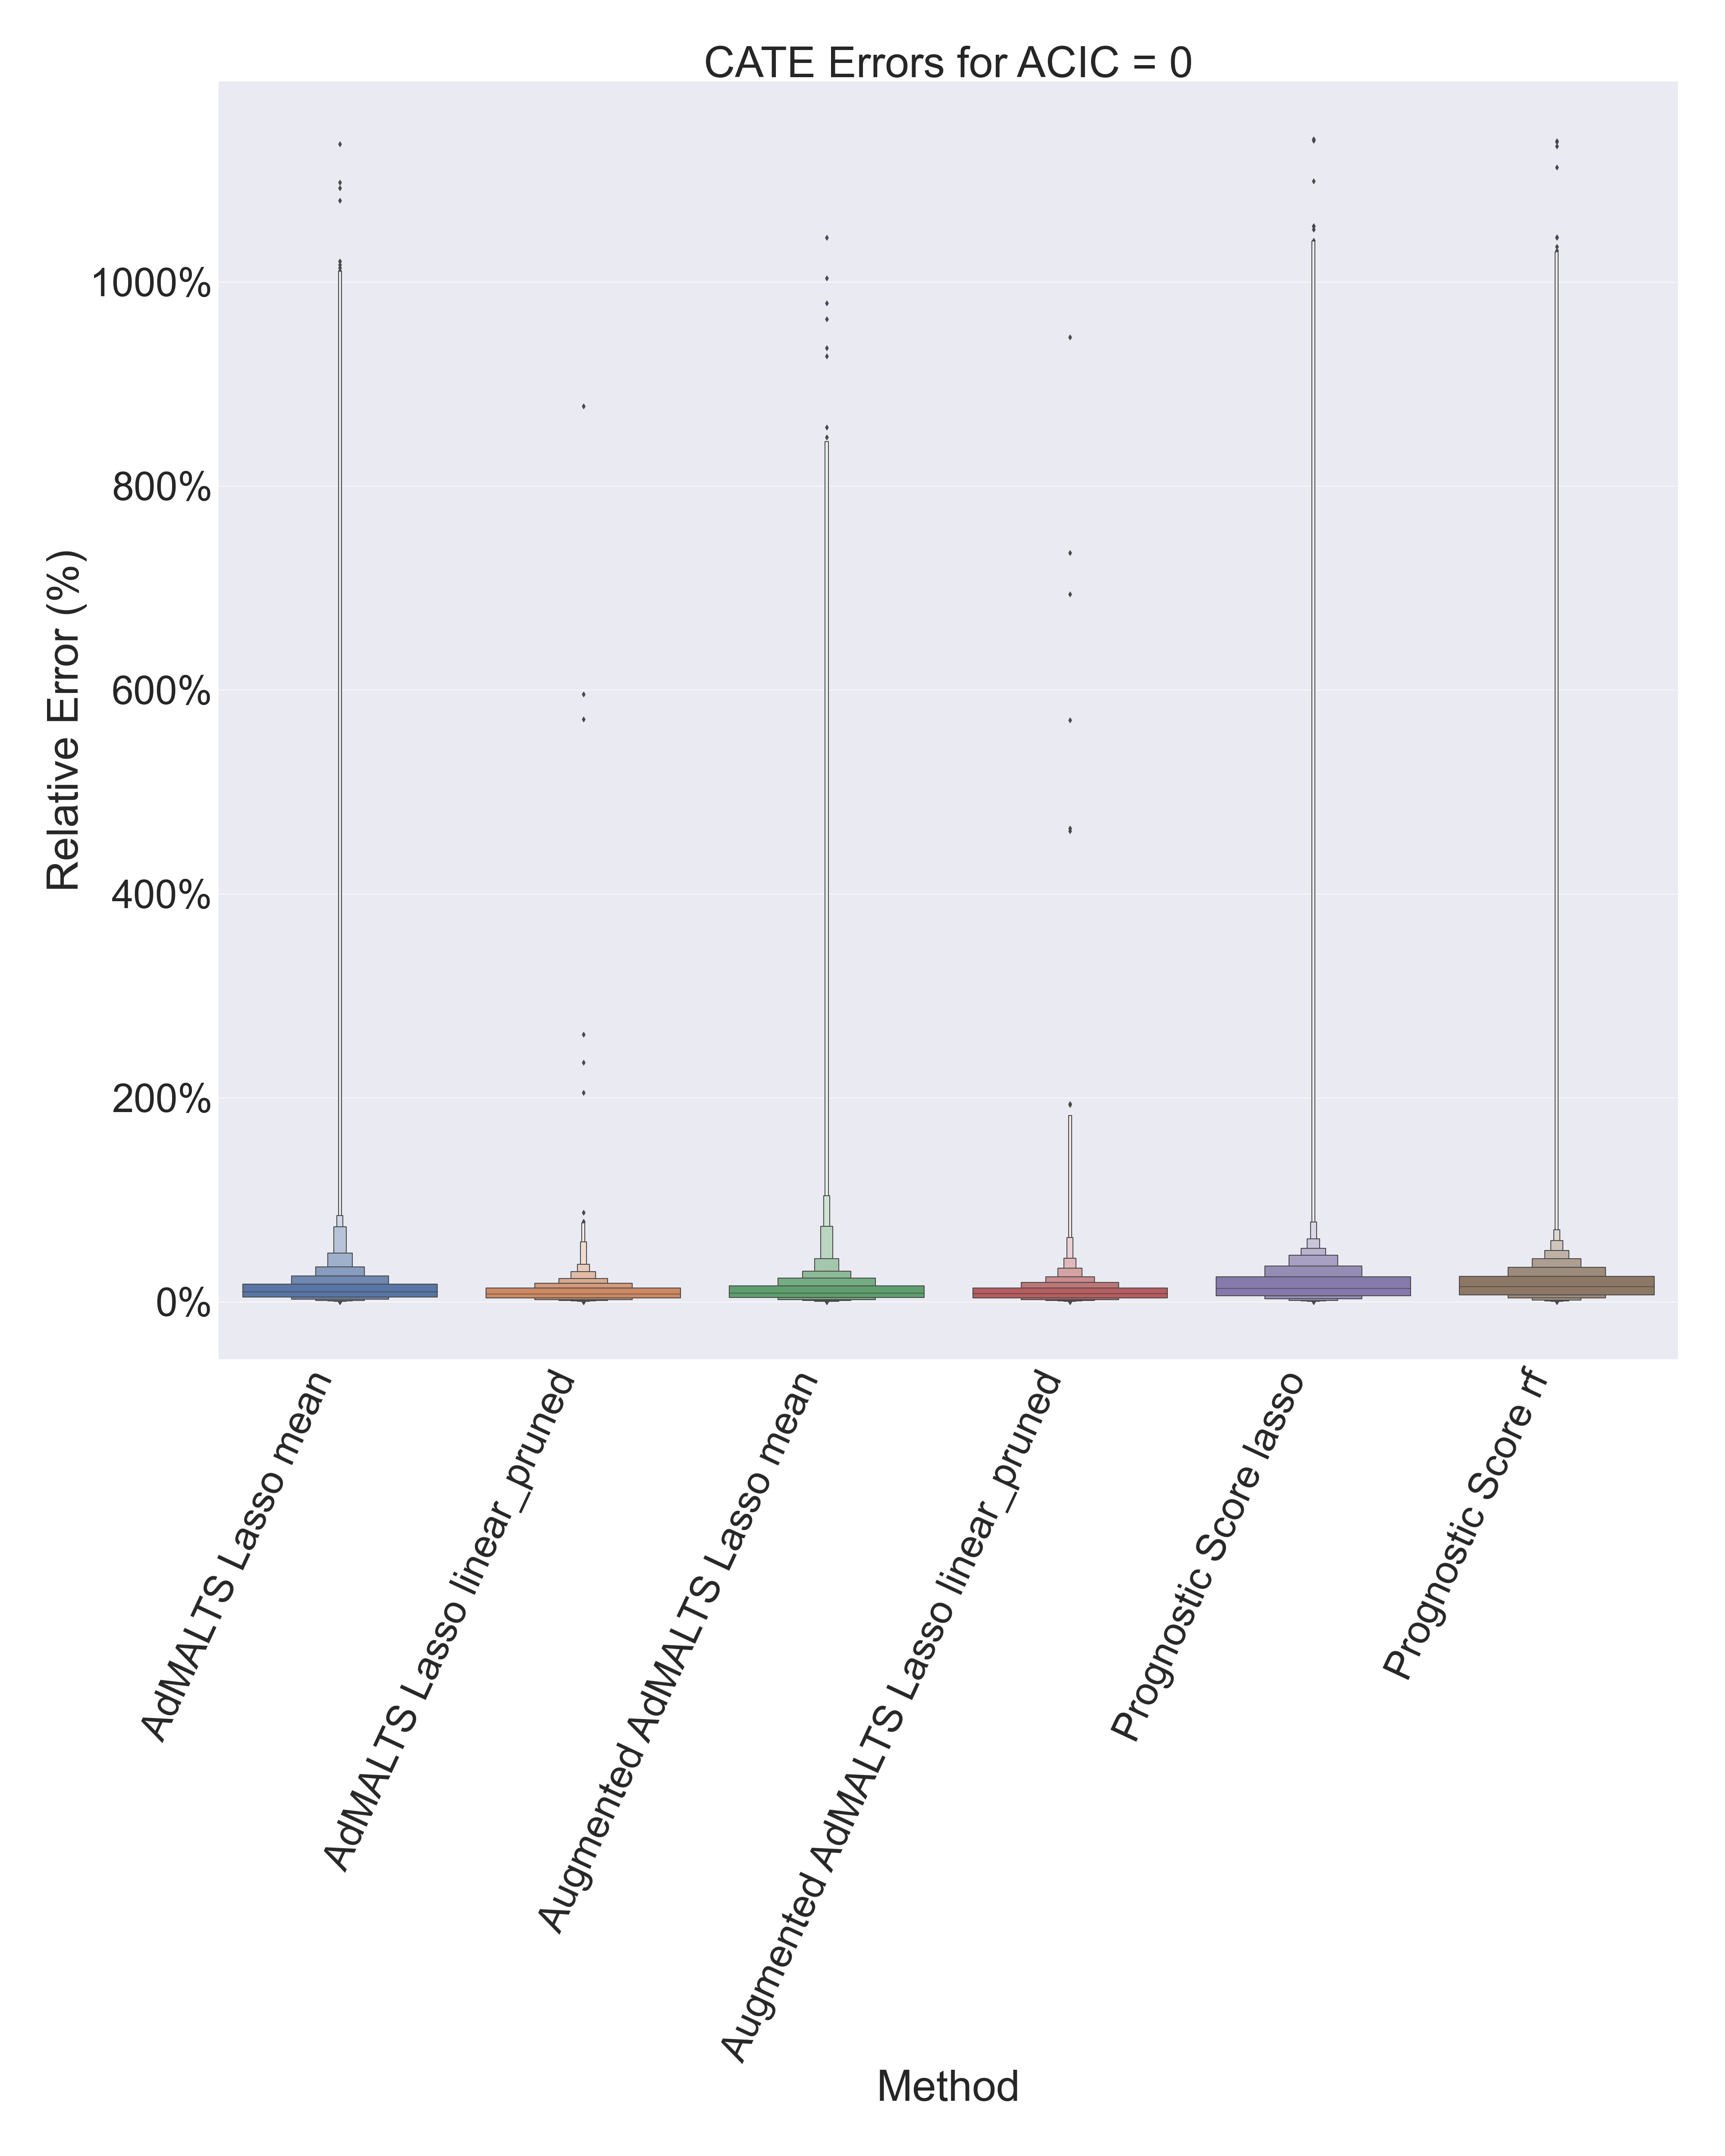 CATE Errors for ACIC = 0
Relative Error (%)
1000%
800%
600%
400%
200%
0%
AdMALTS Lasso mean
AdMALTS Lasso linear_pruned
Augmented AdMALTS Lasso mean
Augmented AdMALTS Lasso linear_pruned
Prognostic Score lasso
Prognostic Score rf
Method